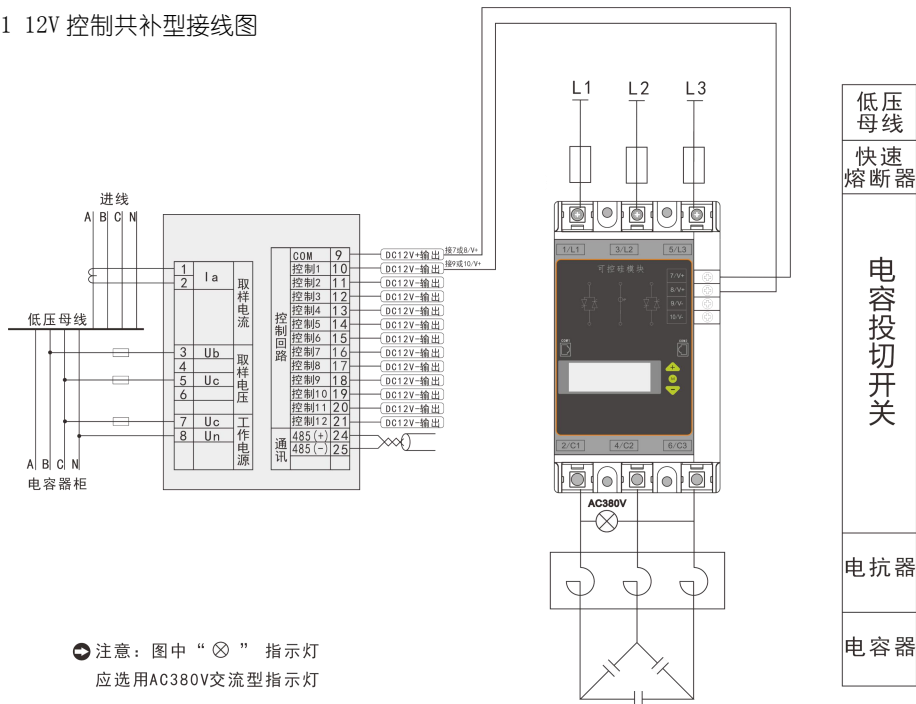 1 12V 控制共补型接线图
L1 L2 L3
低压
母线
快速
熔断器
进线
A B C N
1
2
Ia
取样电流
低压母线
3 Ub
4
5 Uc
6
取样电压
7 Uc
8 Un
工作电源
A B C N
电容器柜
控制回路
COM 9 DC12V+输出 接7或8/V+
控制1 10 DC12V-输出 接9或10/V+
控制2 11 DC12V-输出
控制3 12 DC12V-输出
控制4 13 DC12V-输出
控制5 14 DC12V-输出
控制6 15 DC12V-输出
控制7 16 DC12V-输出
控制8 17 DC12V-输出
控制9 18 DC12V-输出
控制10 19 DC12V-输出
控制11 20 DC12V-输出
控制12 21 DC12V-输出
通讯
485(+) 24
485(-) 25
1/L1 3/L2 5/L3
可控硅模块
7/V+
8/V+
9/V-
10/V-
COM1 COM2
2/C1 4/C2 6/C3
AC380V
电容投切开关
电抗器
电容器
注意：图中“⊗” 指示灯
应选用AC380V交流型指示灯